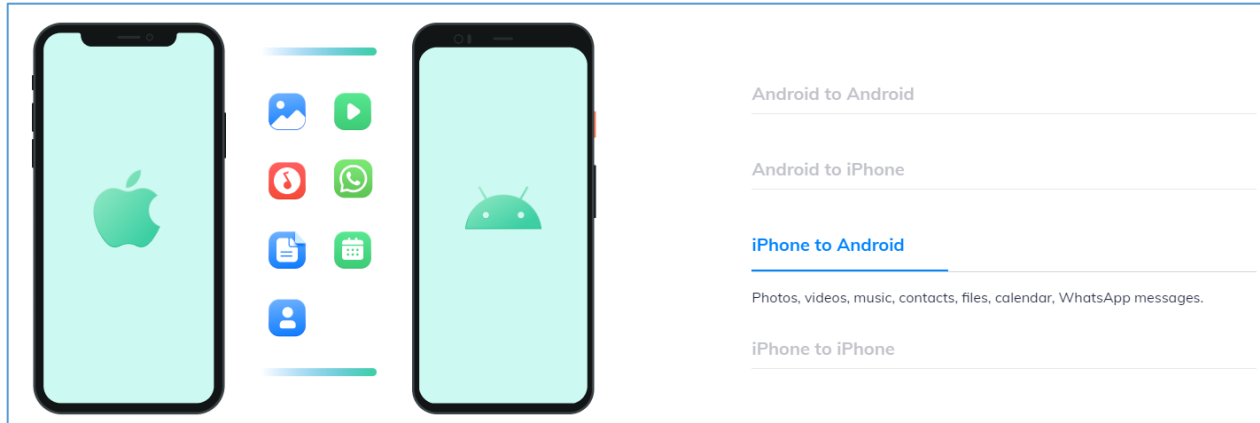 Android to Android
Android to iPhone
iPhone to Android
Photos, videos, music, contacts, files, calendar, WhatsApp messages.
iPhone to iPhone